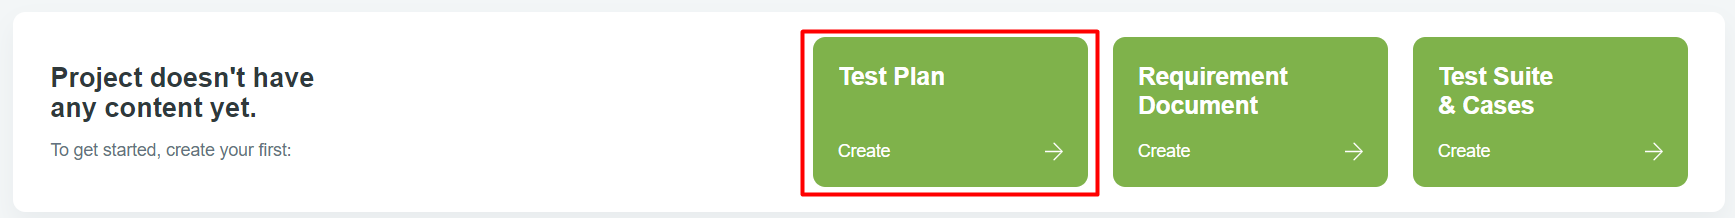 Project doesn't have
any content yet.
To get started, create your first:
Test Plan
Create
Requirement
Document
Create
Test Suite
& Cases
Create